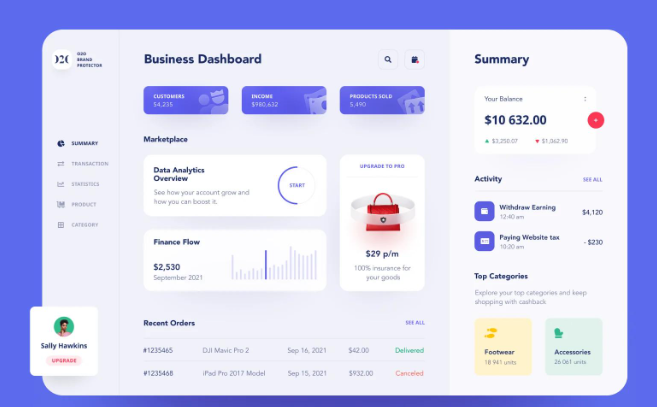 H2O
BRAND
PROTECTOR
SUMMARY
TRANSACTION
STATISTICS
PRODUCT
CATEGORY
Sally Hawkins
UPGRADE
Business Dashboard
CUSTOMERS
54,235
INCOME
$980,632
PRODUCTS SOLD
5,490
Marketplace
Data Analytics
Overview
See how your account grow and
how you can boost it.
START
Finance Flow
$2,530
September 2021
UPGRADE TO PRO
$29 p/m
100% insurance for
your goods
Recent Orders
SEE ALL
#1235465 DJI Mavic Pro 2 Sep 16, 2021 $42.00 Delivered
#1235468 iPad Pro 2017 Model Sep 15, 2021 $932.00 Canceled
Summary
Your Balance
$10 632.00
$3,250.07 $1,062.90
Activity SEE ALL
Withdraw Earning
12:40 am
$4,120
Paying Website tax
10:20 am
- $230
Top Categories
Explore your top categories and keep
shopping with cashback
Footwear
18 941 units
Accessories
26 061 units